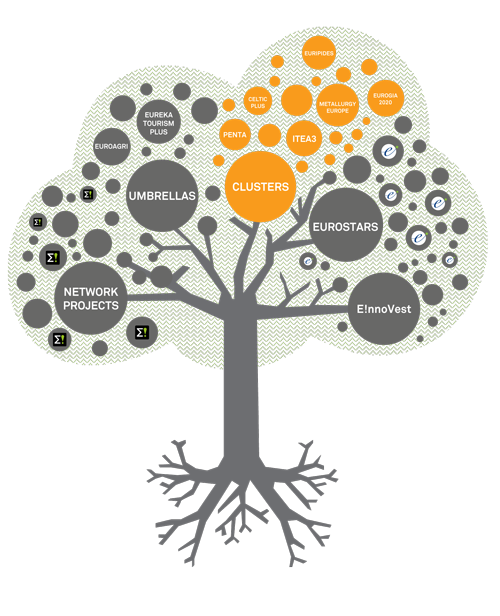 EURIPIDES
CELTIC
PLUS
METALLURGY
EUROPE
EUROGIA
2020
EUREKA
TOURISM
PLUS
PENTA
ITEA3
EUROAGRI
CLUSTERS
UMBRELLAS
EUROSTARS
NETWORK
PROJECTS
E!nnoVest
Σ!
Σ!
Σ!
Σ!
Σ!
e
e
e
e
e
e